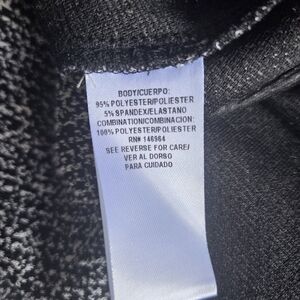 BODY/CUERPO:
95% POLYESTER/POLIESTER
5% SPANDEX/ELASTANO
COMBINATION/COMBINACION:
100% POLYESTER/POLIESTER
RN# 146964
SEE REVERSE FOR CARE/
VER AL DORSO
PARA CUIDADO